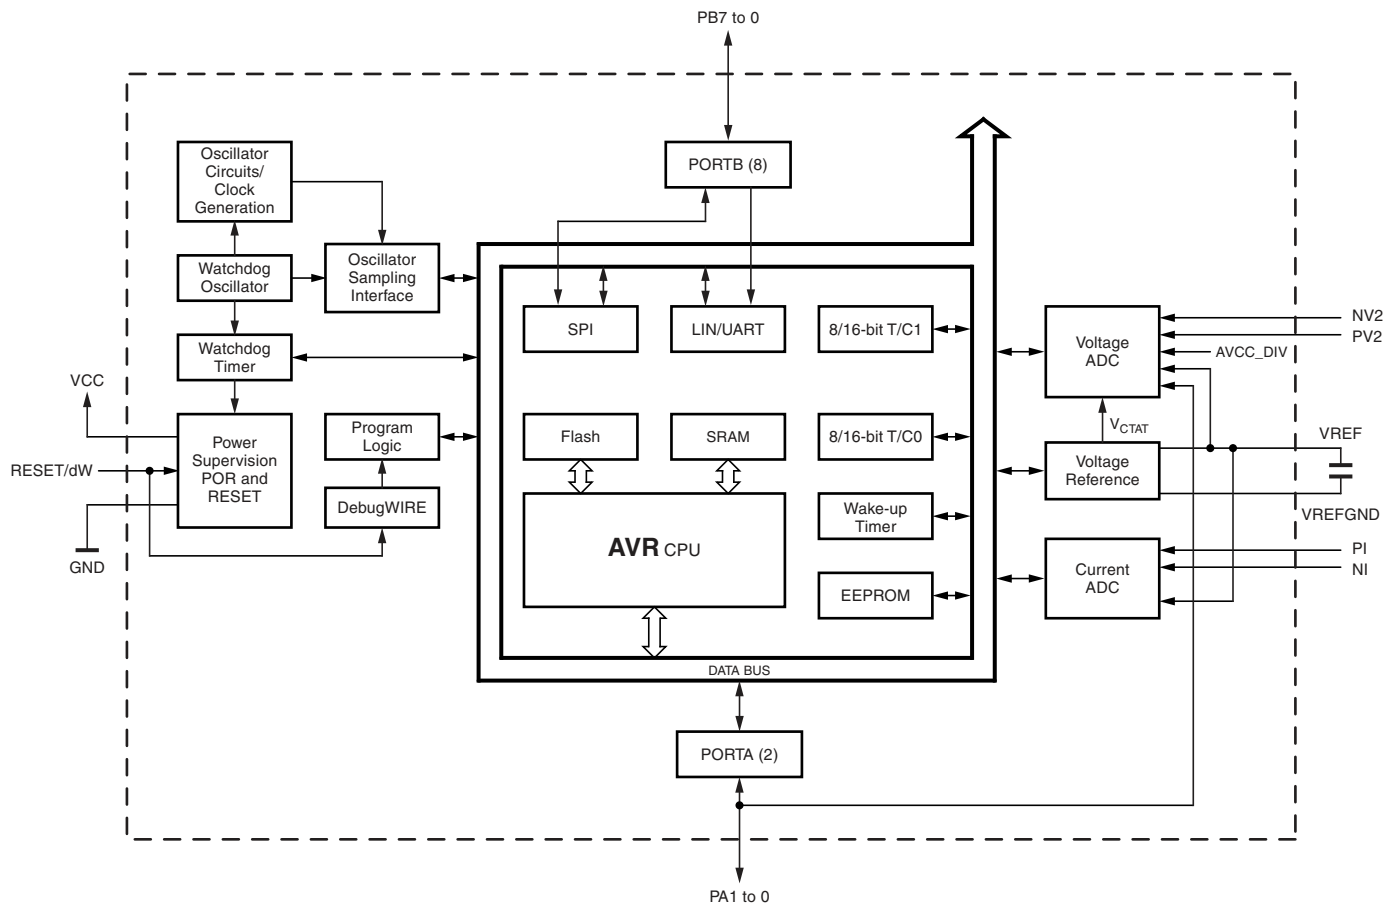 PB7 to 0
PORTB (8)
Oscillator
Circuits/
Clock
Generation
Watchdog
Oscillator
Oscillator
Sampling
Interface
Watchdog
Timer
VCC
RESET/dW
GND
Power
Supervision
POR and
RESET
Program
Logic
DebugWIRE
SPI
LIN/UART
8/16-bit T/C1
Flash
SRAM
8/16-bit T/C0
AVR CPU
Wake-up
Timer
EEPROM
DATA BUS
Voltage
ADC
NV2
PV2
AVCC_DIV
VCTAT
Voltage
Reference
VREF
VREFGND
Current
ADC
PI
NI
PORTA (2)
PA1 to 0